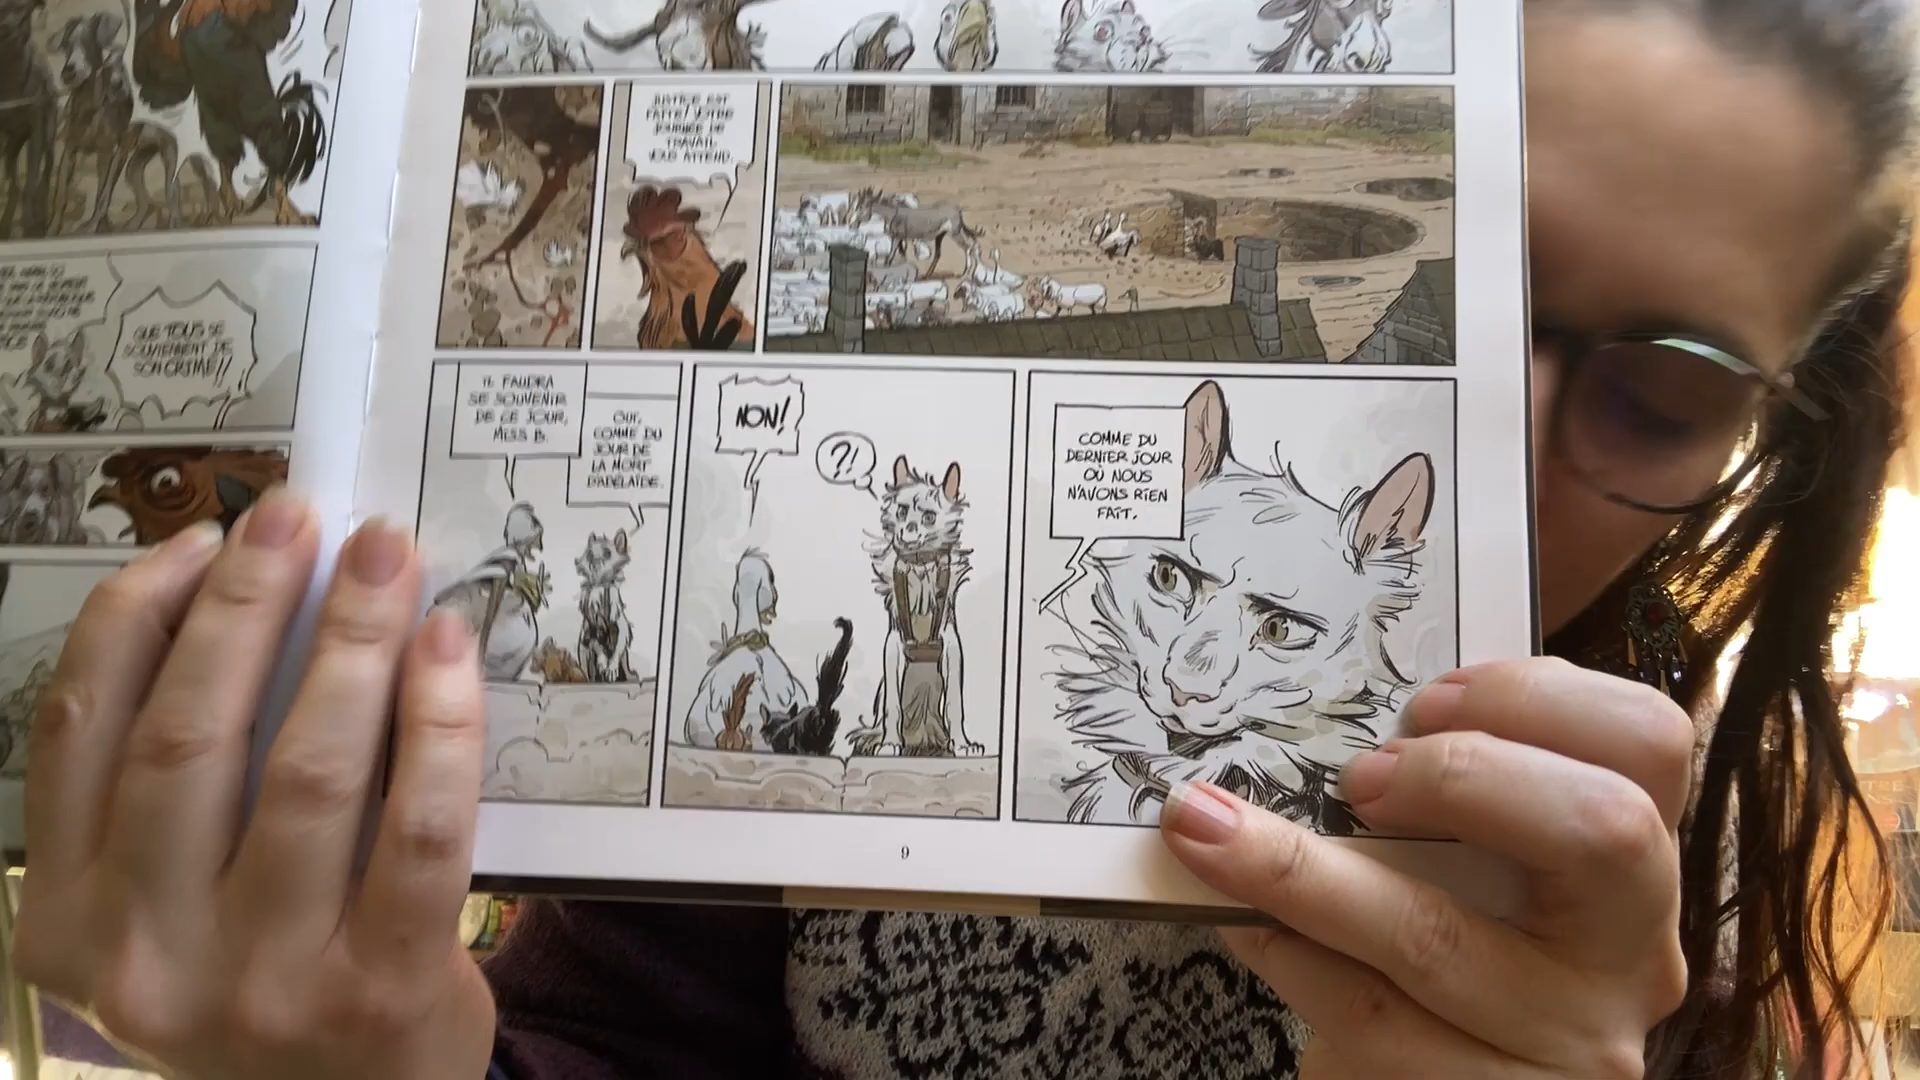 QUE TOUS SE
SOUVIENNENT DE
SON CRIME!!
JUSTICE EST
FAITE! VOTRE
JOURNÉE DE
TRAVAIL
VOUS ATTEND.
IL FAUDRA
SE SOUVENIR
DE CE JOUR,
MISS B.
OUI,
COMME DU
JOUR DE
LA MORT
D'ADÉLAÏDE.
NON!
?!
COMME DU
DERNIER JOUR
OÙ NOUS
N'AVONS RIEN
FAIT.
9